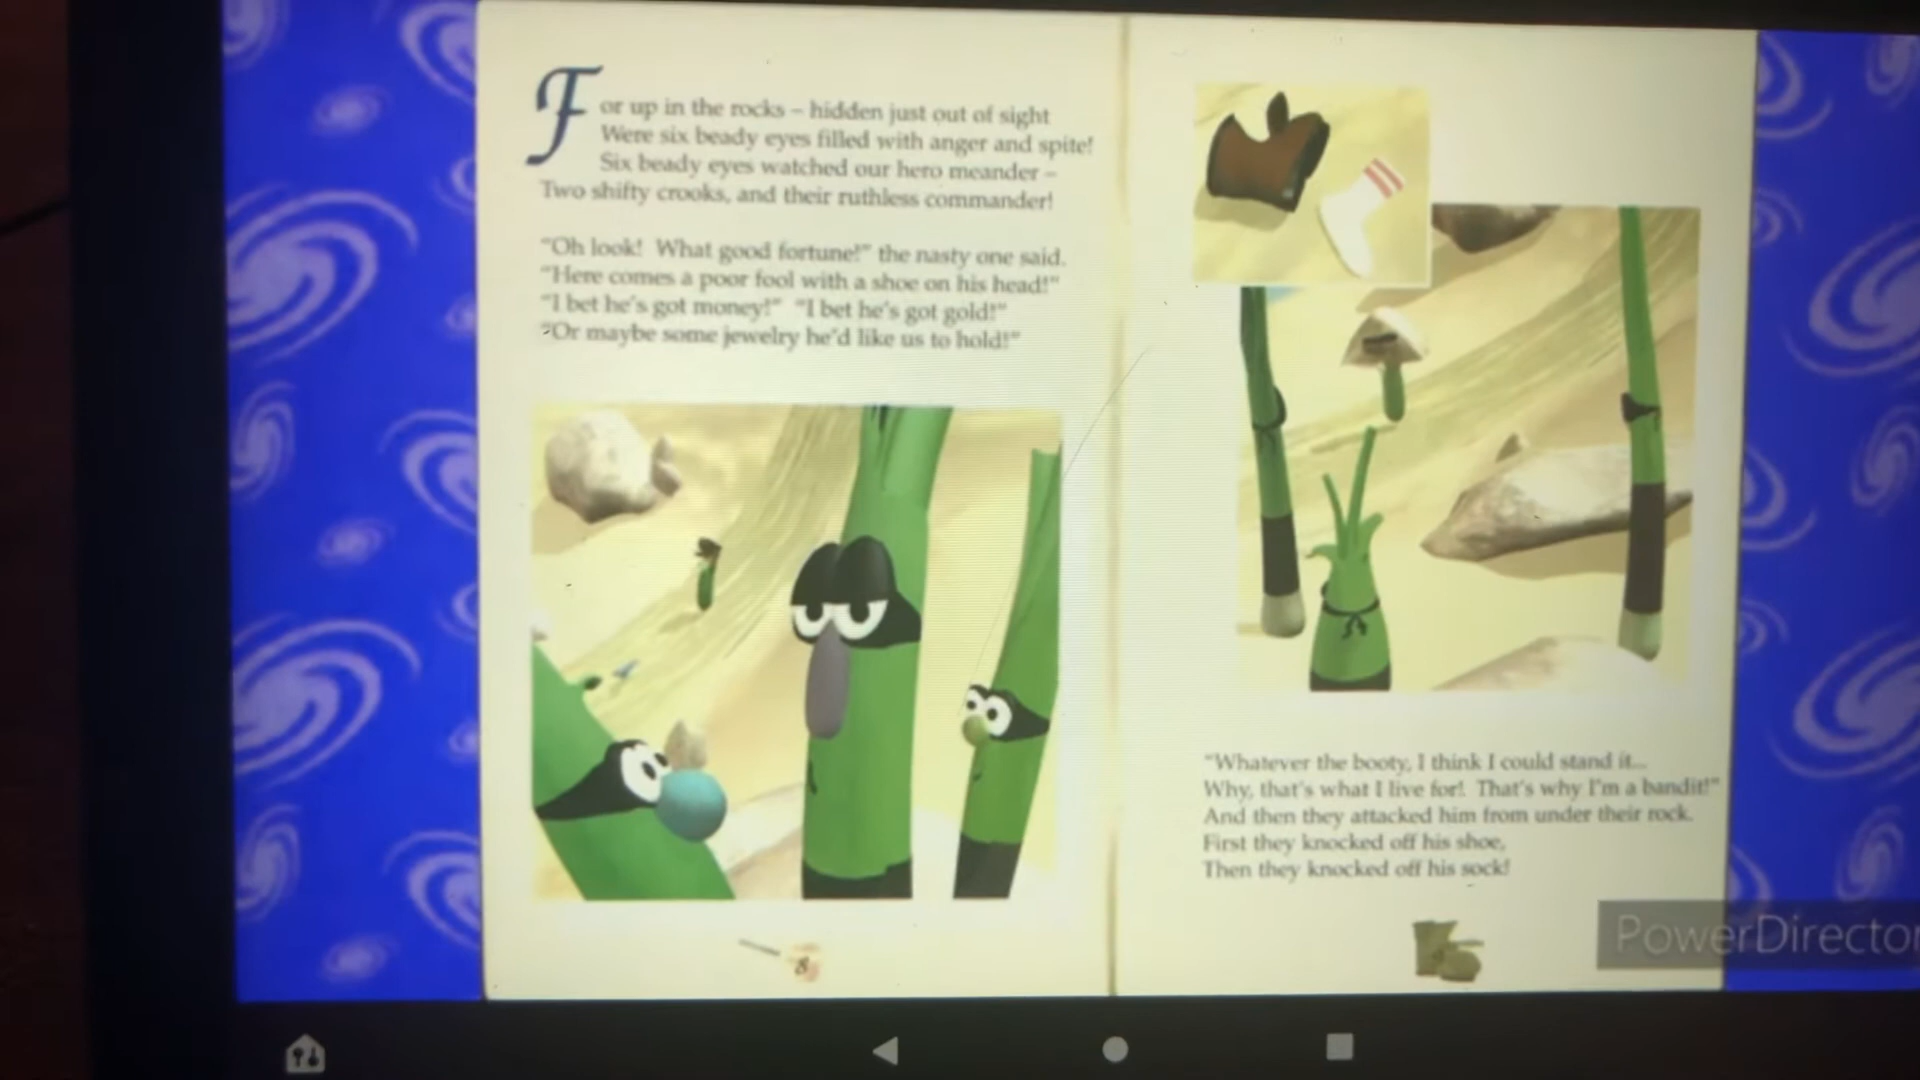 For up in the rocks – hidden just out of sight
Were six beady eyes filled with anger and spite!
Six beady eyes watched our hero meander –
Two shifty crooks, and their ruthless commander!
"Oh look! What good fortune!" the nasty one said.
"Here comes a poor fool with a shoe on his head!"
"I bet he's got money!" "I bet he's got gold!"
"Or maybe some jewelry he'd like us to hold!"
8
"Whatever the booty, I think I could stand it...
Why, that's what I live for! That's why I'm a bandit!"
And then they attacked him from under their rock.
First they knocked off his shoe,
Then they knocked off his sock!
PowerDirector